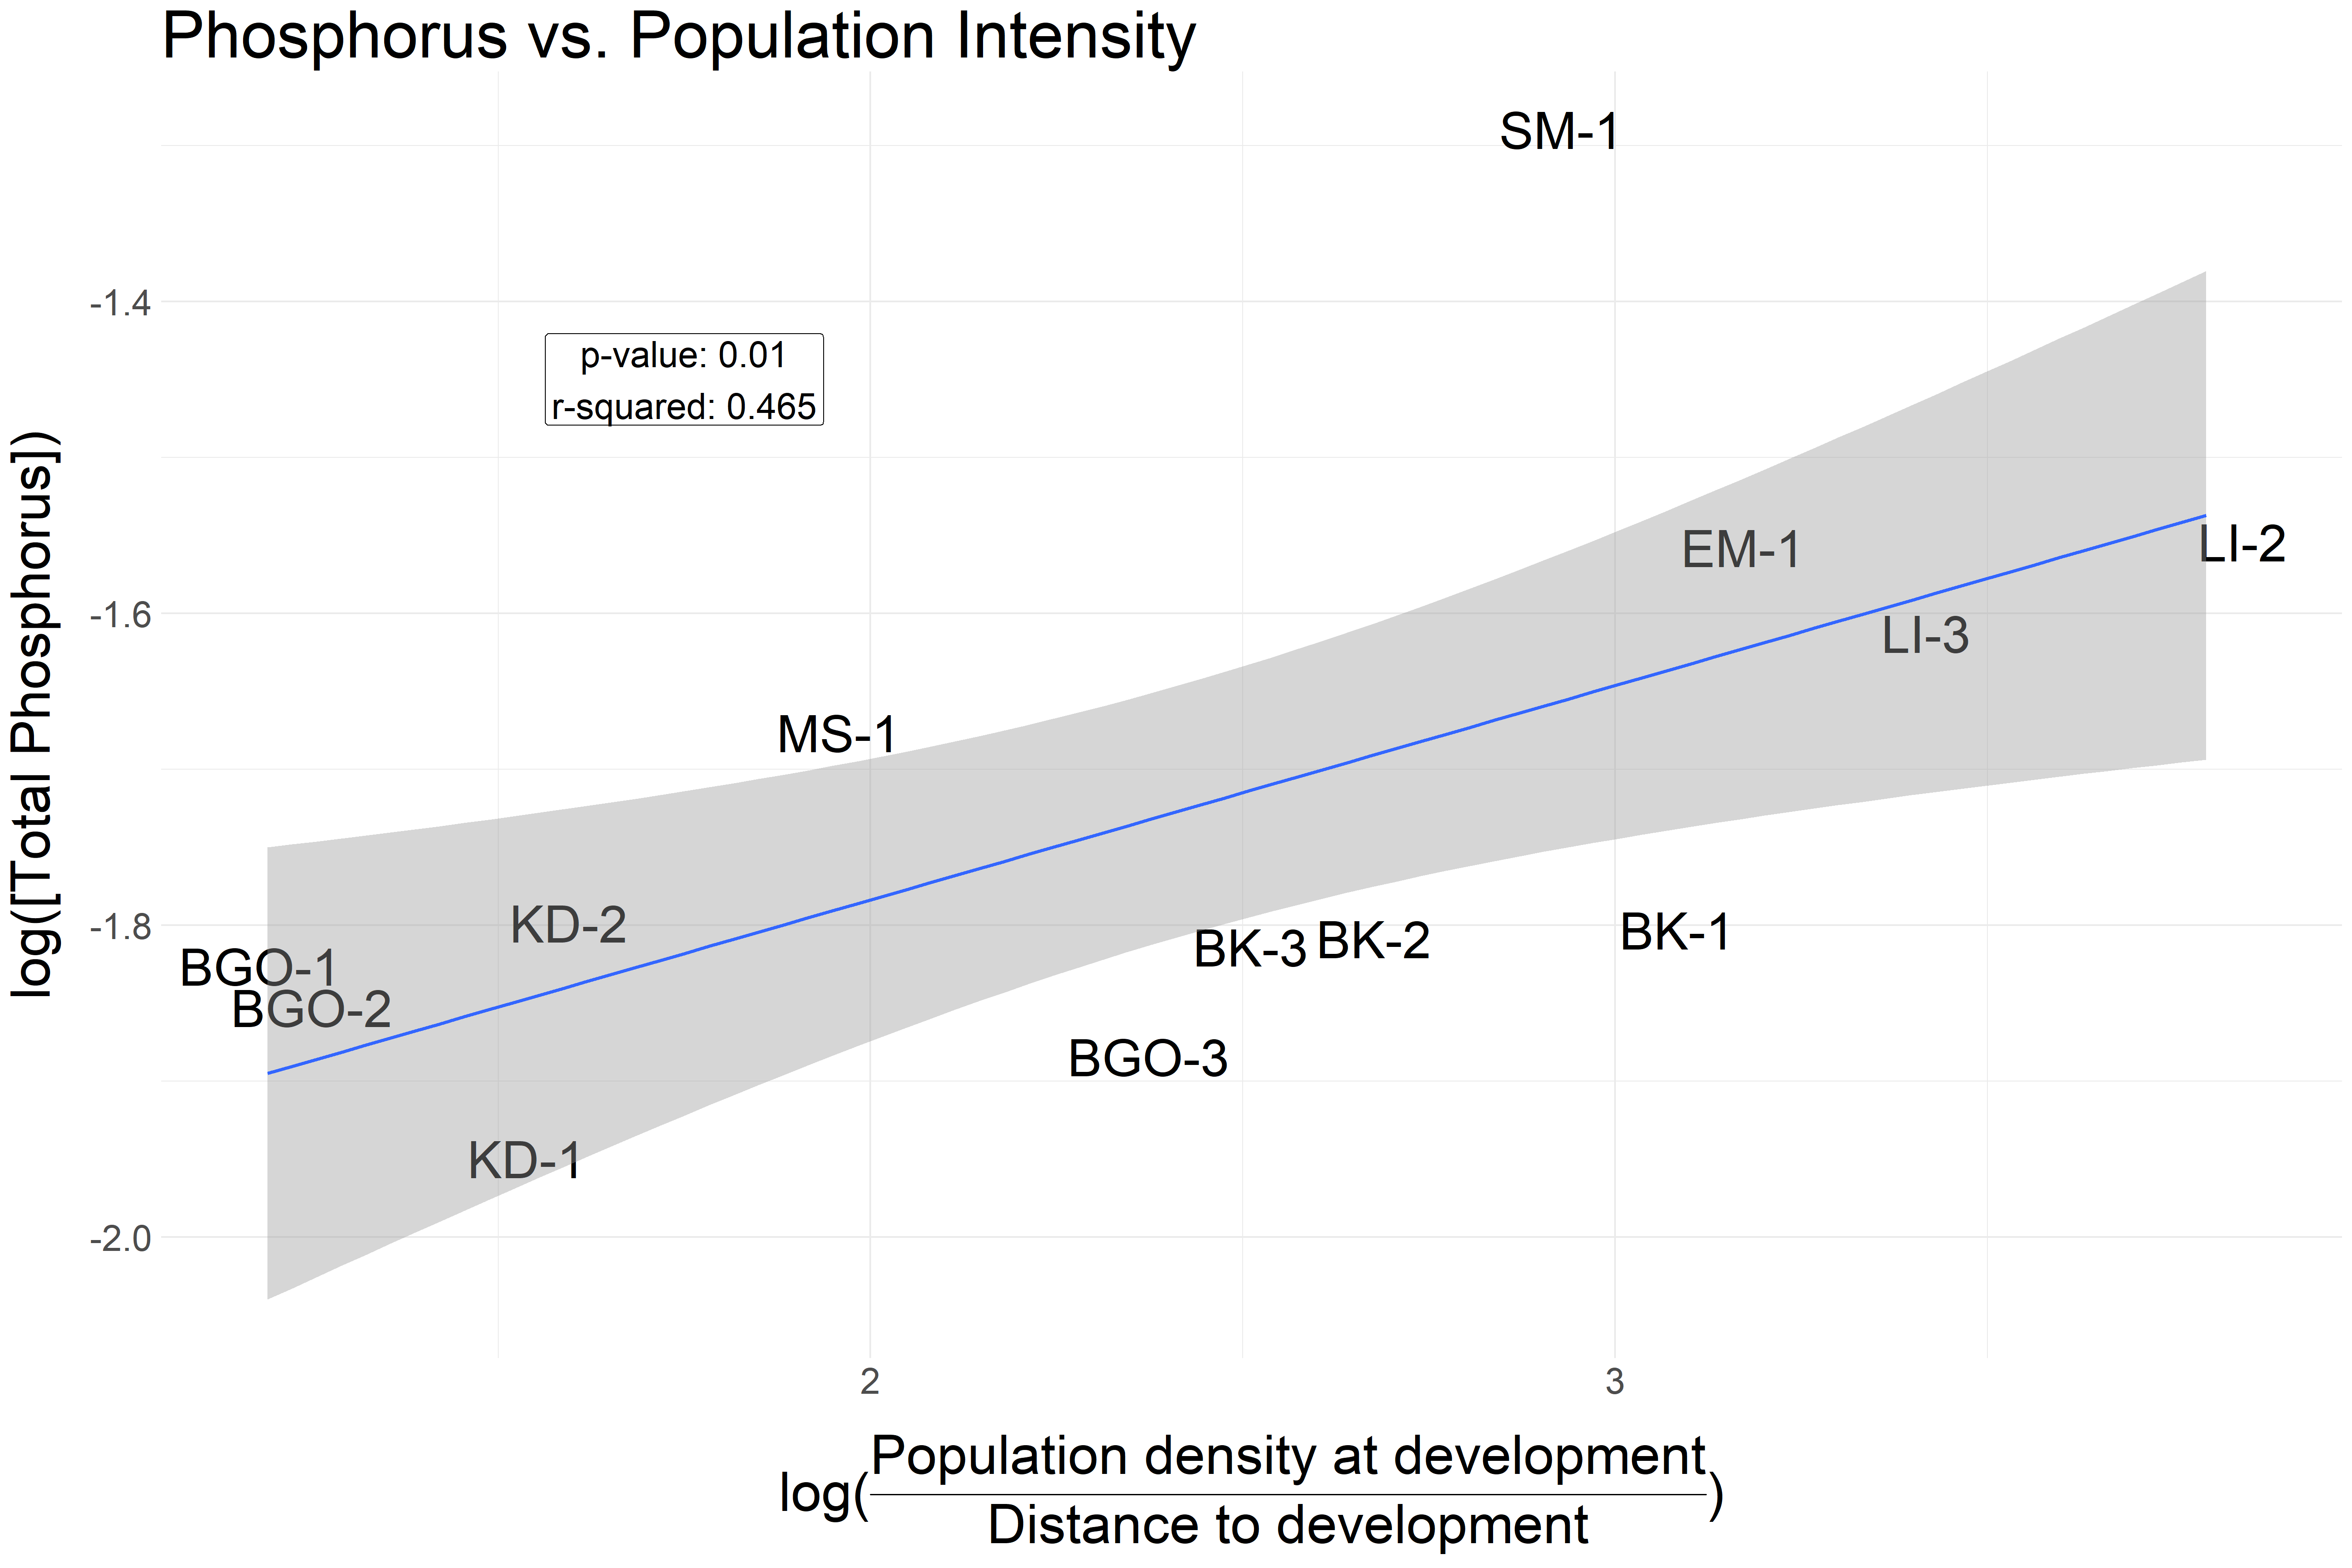 Phosphorus vs. Population Intensity
SM-1
-1.4
p-value: 0.01
r-squared: 0.465
EM-1
LI-2
-1.6
LI-3
MS-1
KD-2
-1.8
BK-3
BK-2
BK-1
BGO-1
BGO-2
BGO-3
KD-1
-2.0
log([Total Phosphorus])
2
3
Population density at development
log( )
Distance to development